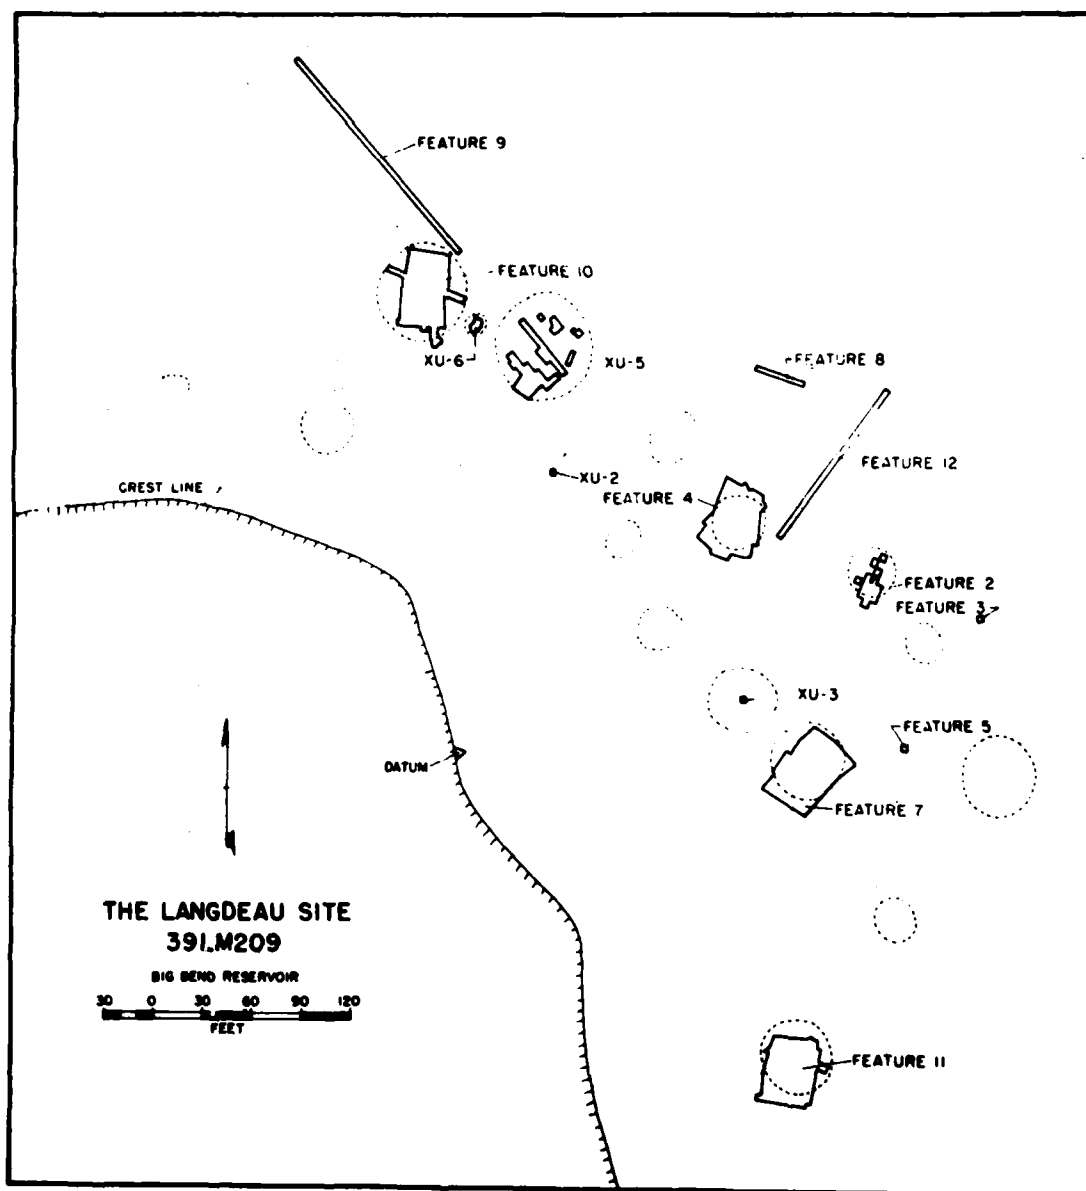 FEATURE 9
FEATURE 10
XU-6
XU-5
FEATURE 8
XU-2
FEATURE 12
FEATURE 4
CREST LINE
FEATURE 2
FEATURE 3
XU-3
FEATURE 5
DATUM
FEATURE 7
THE LANGDEAU SITE
39LM209
BIG BEND RESERVOIR
30 0 30 60 90 120
FEET
FEATURE 11